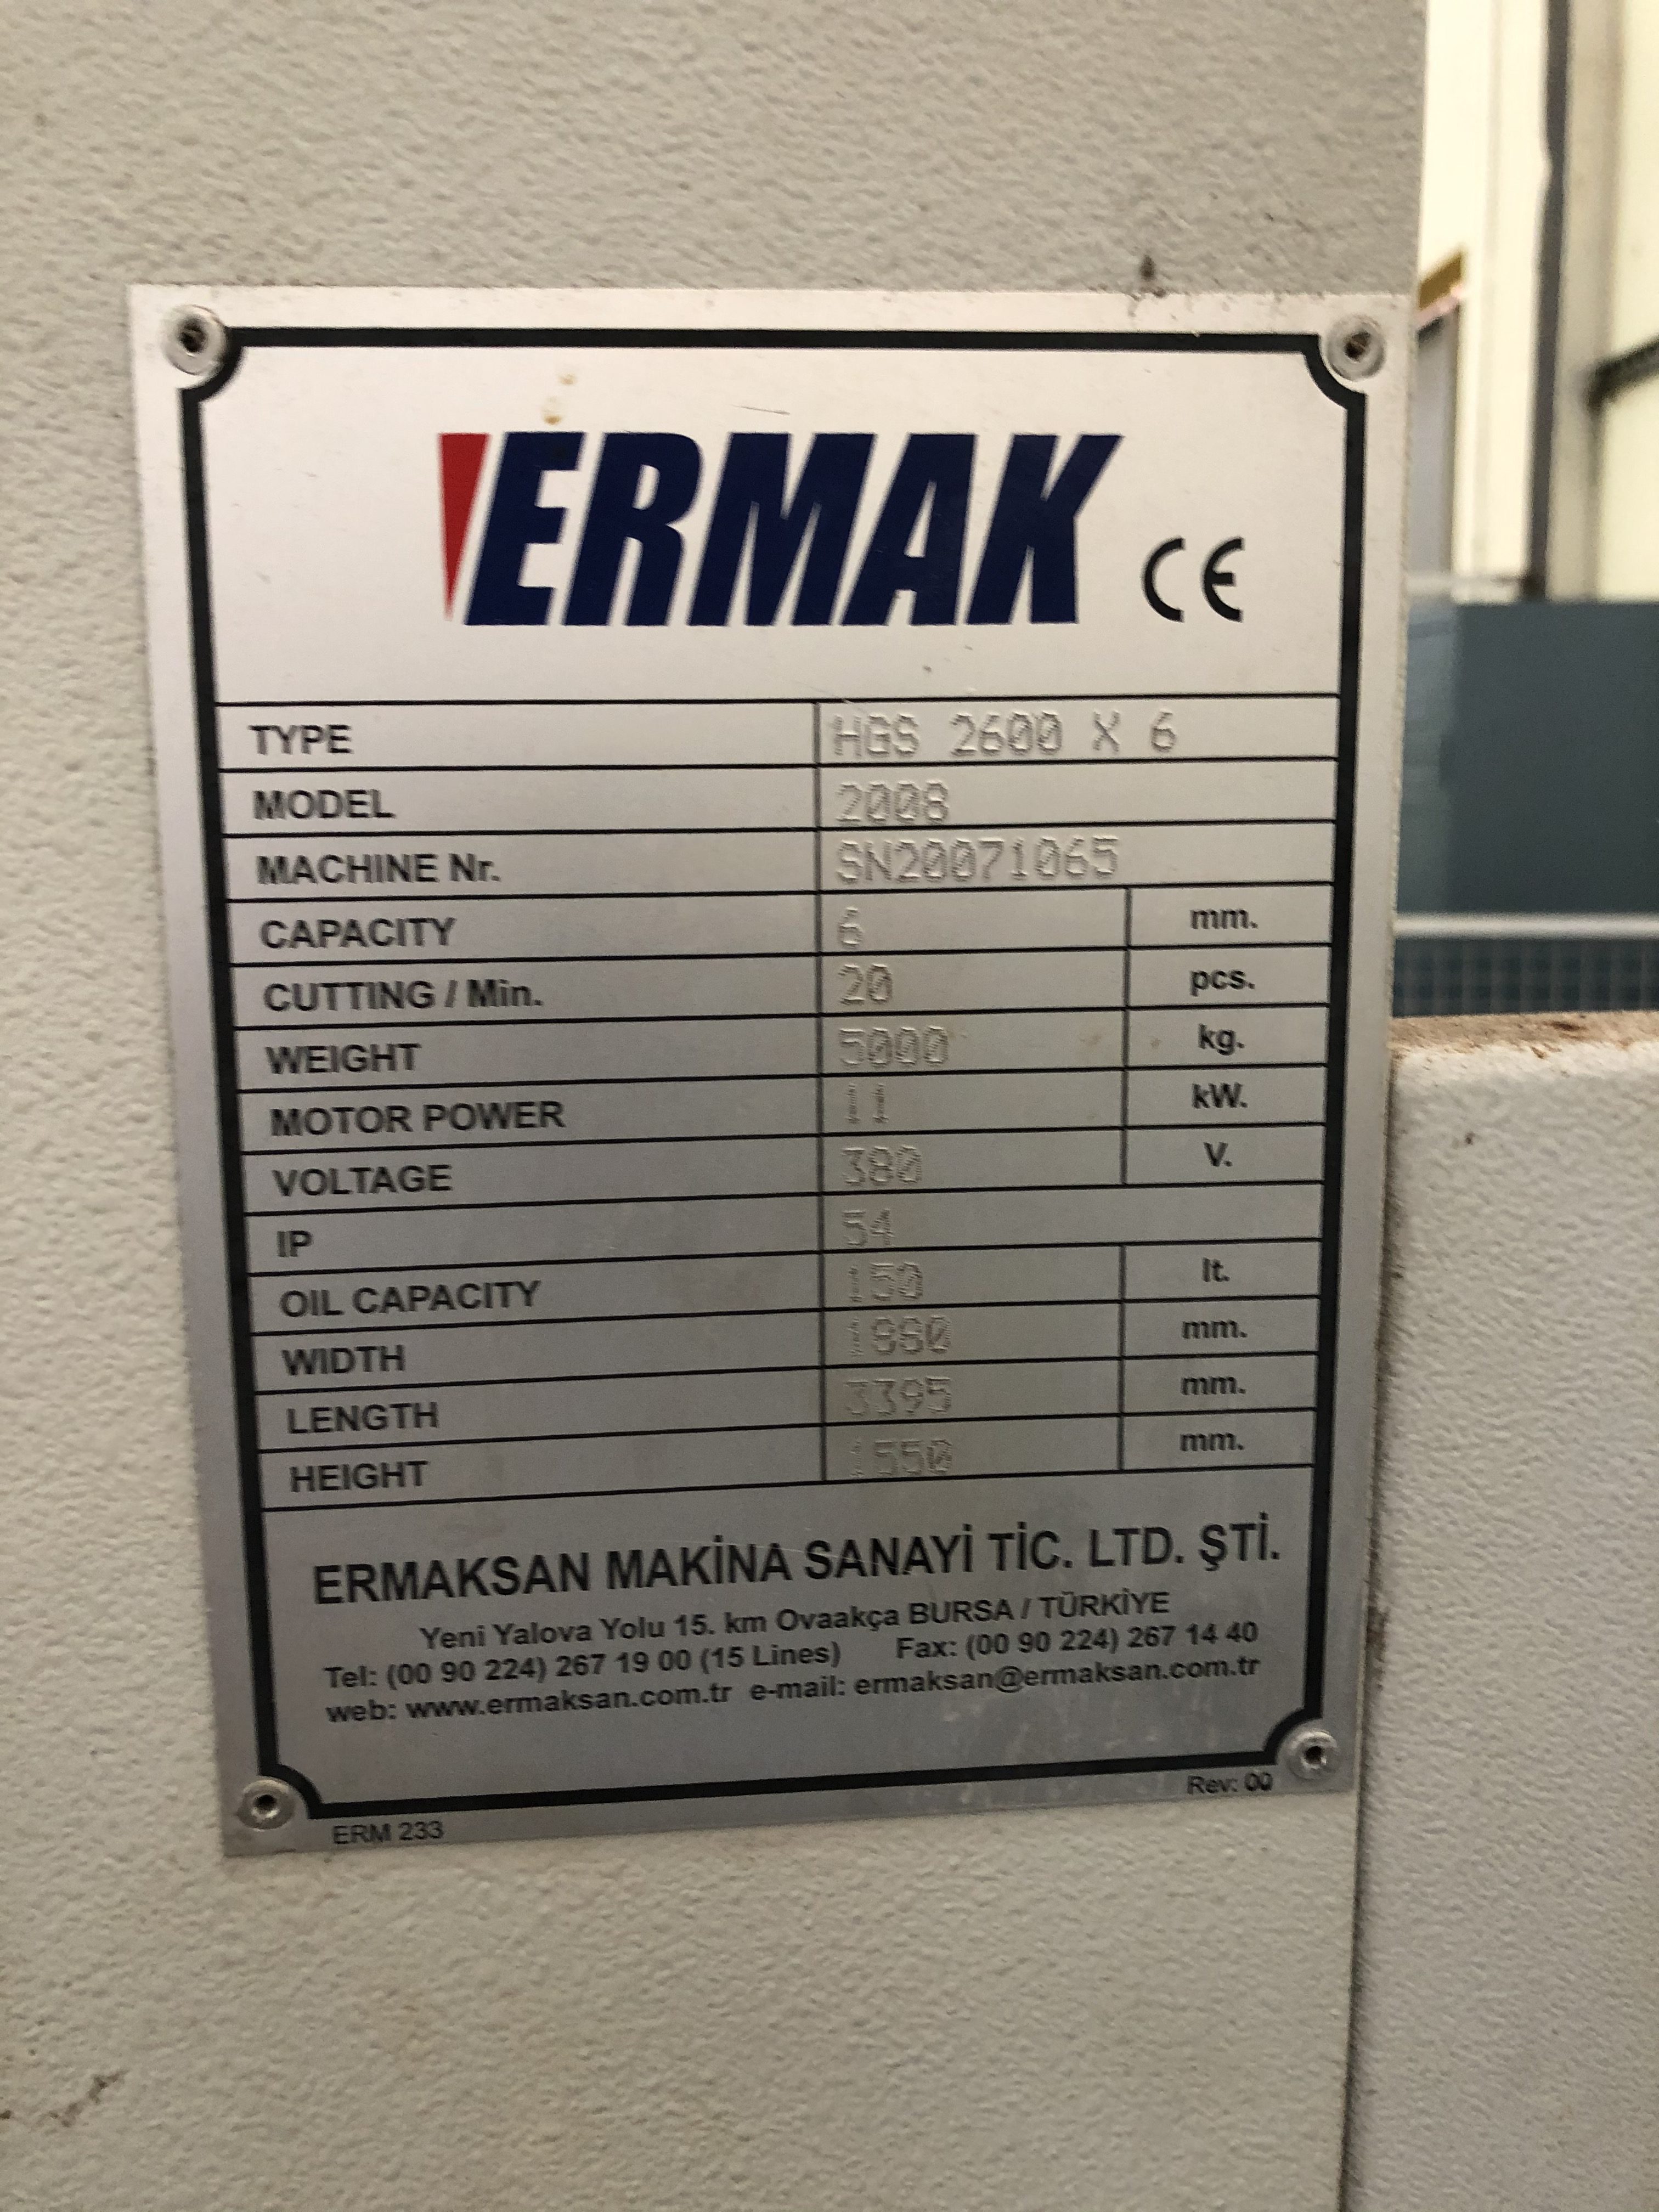 ERMAK CE
TYPE HGS 2600 X 6
MODEL 2008
MACHINE Nr. SN20071065
CAPACITY 6 mm.
CUTTING / Min. 20 pcs.
WEIGHT 5000 kg.
MOTOR POWER 11 kW.
VOLTAGE 380 V.
IP 54
OIL CAPACITY 150 lt.
WIDTH mm.
LENGTH 3395 mm.
HEIGHT 1550 mm.
ERMAKSAN MAKİNA SANAYİ TİC. LTD. ŞTİ.
Yeni Yalova Yolu 15. km Ovaakça BURSA / TÜRKİYE
Tel: (00 90 224) 267 19 00 (15 Lines) Fax: (00 90 224) 267 14 40
web: www.ermaksan.com.tr e-mail: ermaksan@ermaksan.com.tr
ERM 233 Rev: 00